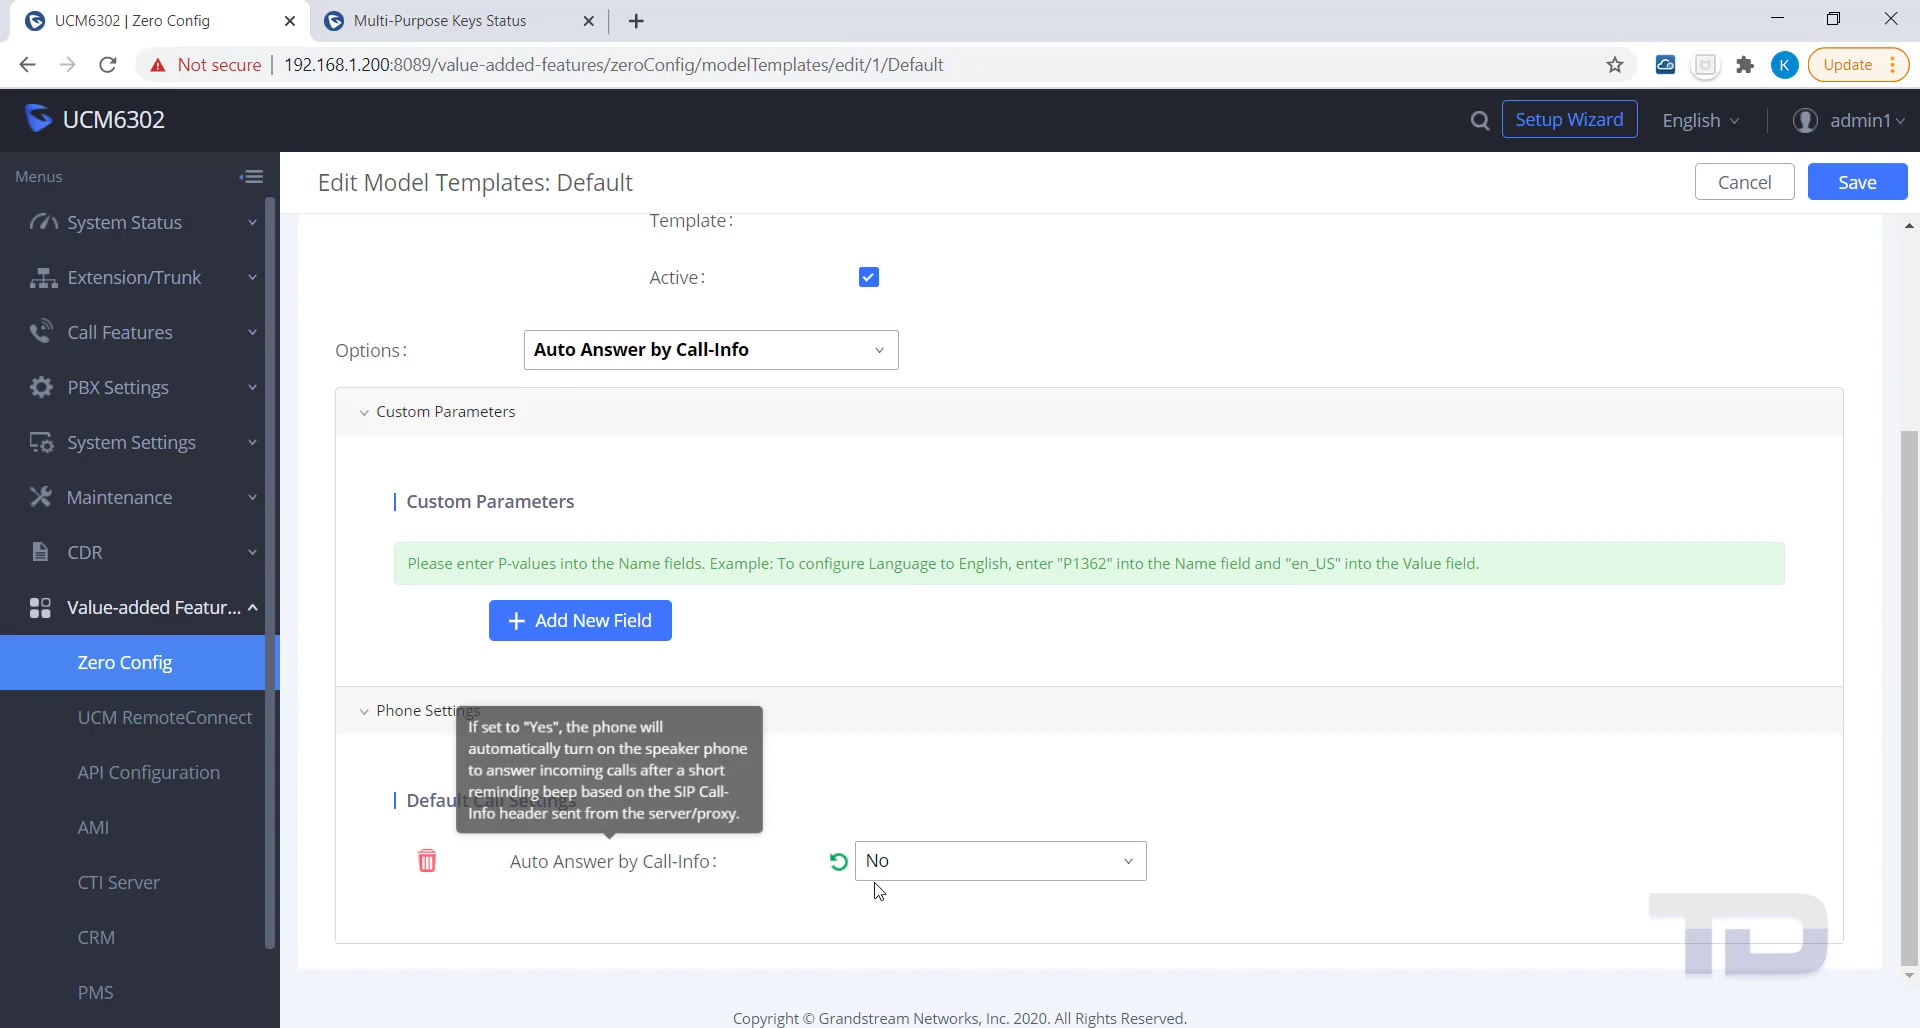 UCM6302 | Zero Config
Multi-Purpose Keys Status
Not secure
192.168.1.200:8089/value-added-features/zeroConfig/modelTemplates/edit/1/Default
K
Update
UCM6302
Setup Wizard
English
admin1
Menus
Edit Model Templates: Default
Cancel
Save
System Status
Extension/Trunk
Call Features
PBX Settings
System Settings
Maintenance
CDR
Value-added Featur...
Zero Config
UCM RemoteConnect
API Configuration
AMI
CTI Server
CRM
PMS
Template:
Active:
Options:
Auto Answer by Call-Info
Custom Parameters
Custom Parameters
Please enter P-values into the Name fields. Example: To configure Language to English, enter "P1362" into the Name field and "en_US" into the Value field.
Add New Field
Phone Settings
If set to "Yes", the phone will
automatically turn on the speaker phone
to answer incoming calls after a short
reminding beep based on the SIP Call-
Info header sent from the server/proxy.
Default Call Settings
Auto Answer by Call-Info:
No
TD
Copyright © Grandstream Networks, Inc. 2020. All Rights Reserved.